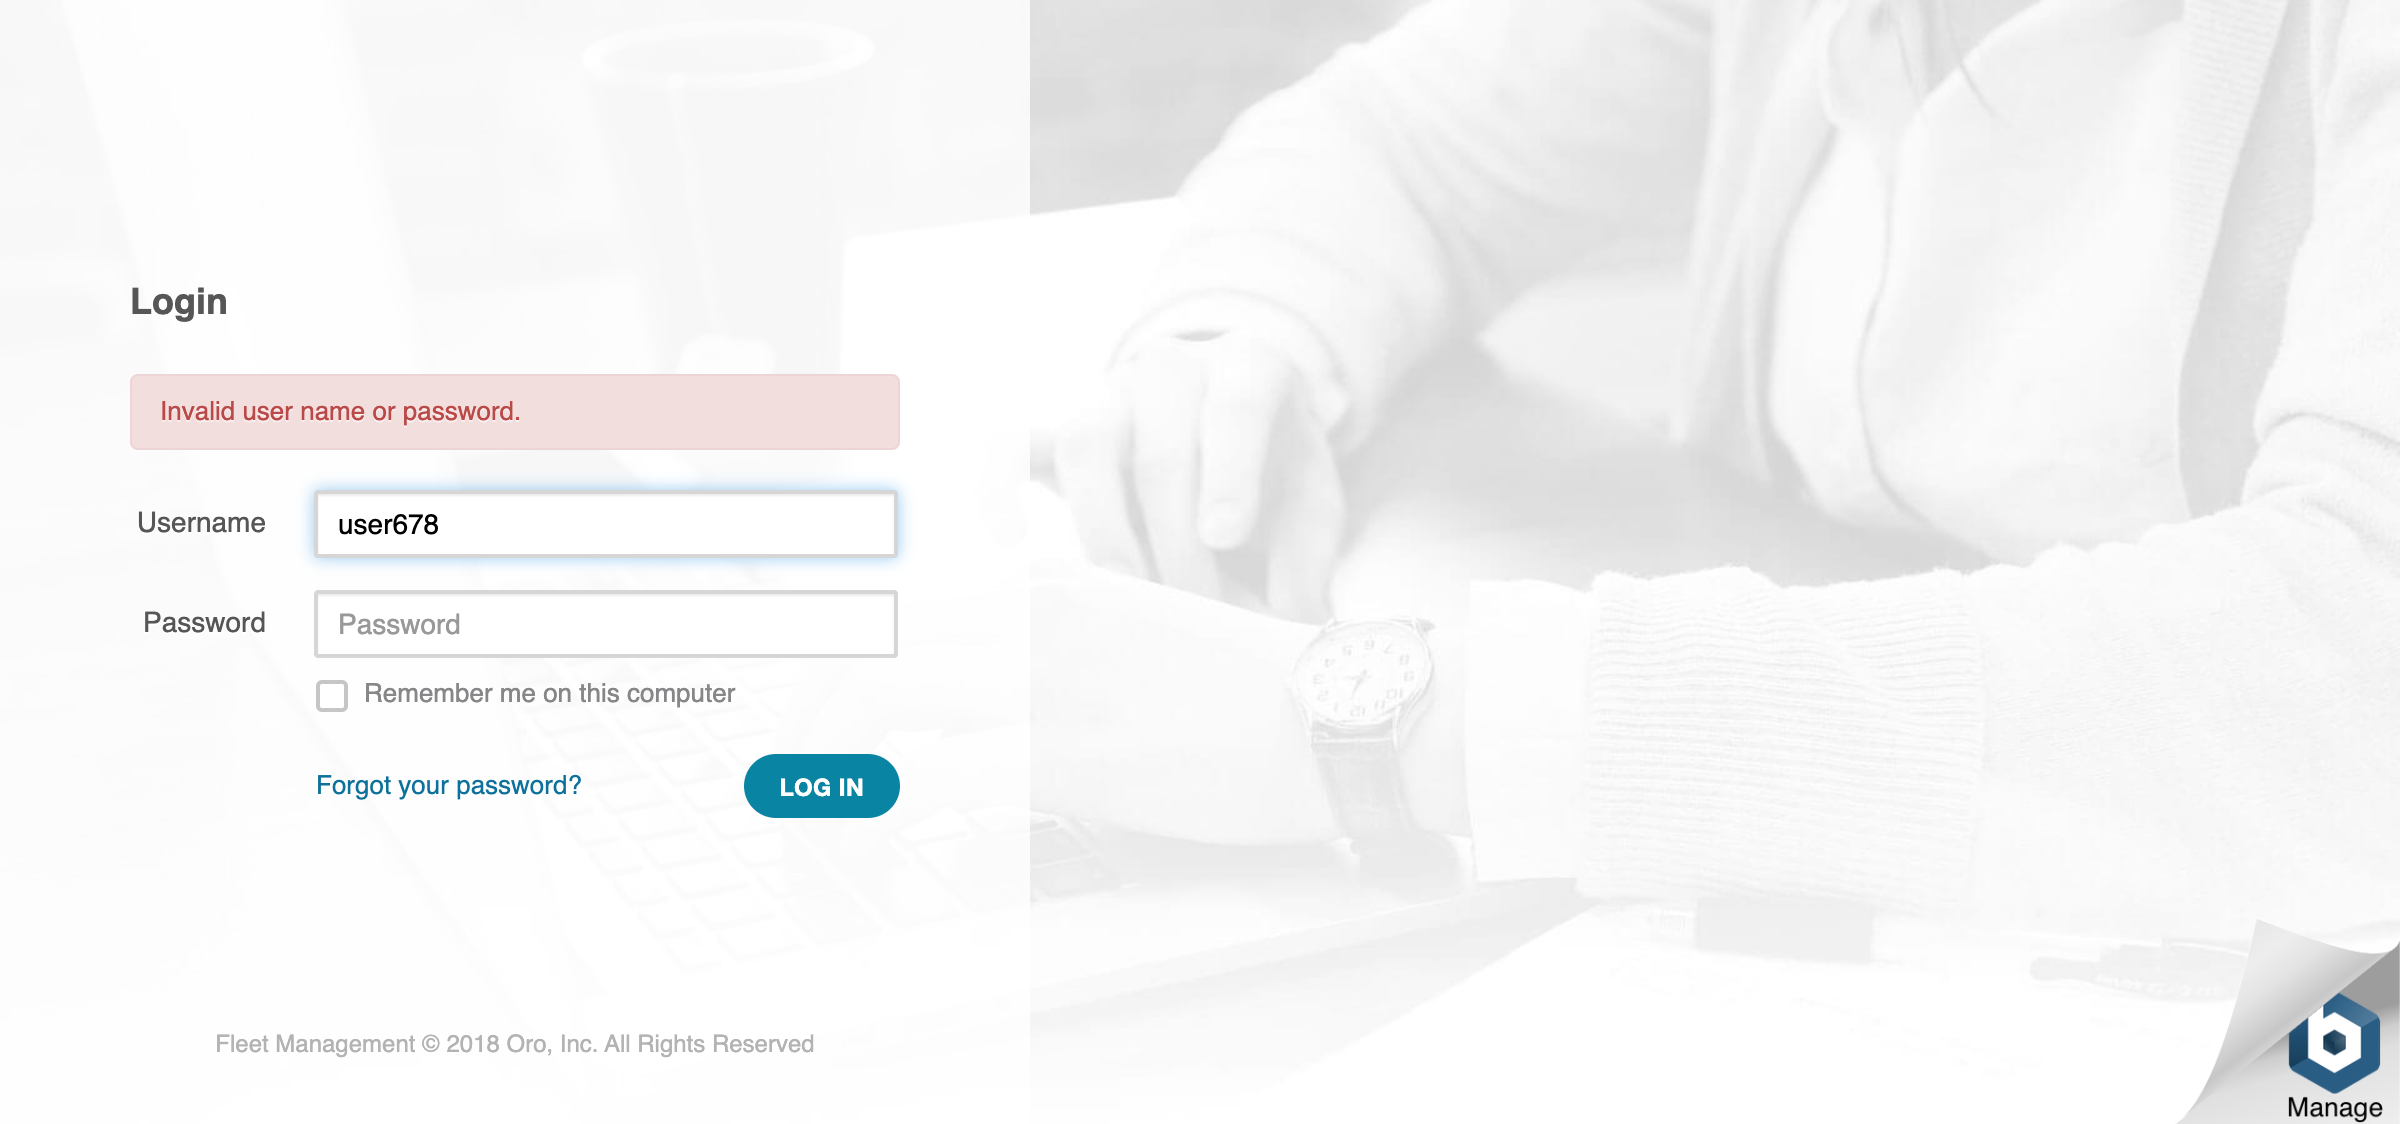 Login
Invalid user name or password.
Username
user678
Password
Password
Remember me on this computer
Forgot your password?
LOG IN
Fleet Management © 2018 Oro, Inc. All Rights Reserved
Manage